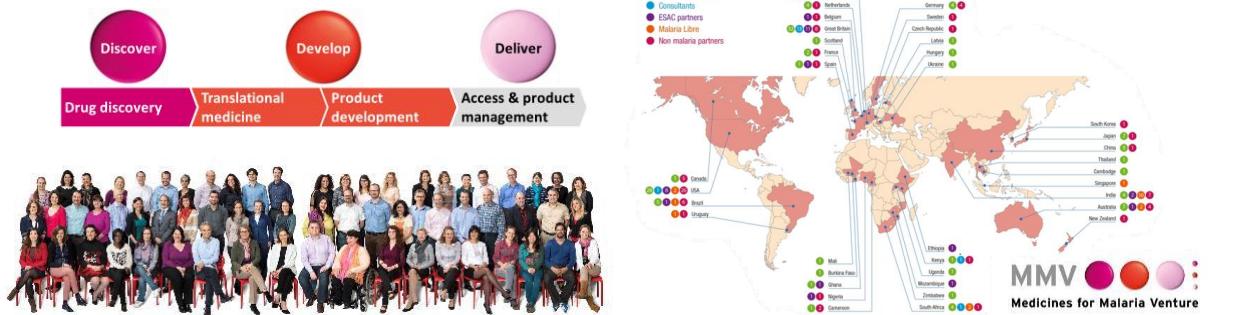 Discover
Develop
Deliver
Drug discovery
Translational
medicine
Product
development
Access & product
management
Consultants
ESAC partners
Malaria Libre
Non malaria partners
Netherlands
Belgium
Great Britain
Scotland
France
Spain
Germany
Sweden
Czech Republic
Latvia
Hungary
Ukraine
South Korea
Japan
China
Thailand
Cambodge
Singapore
India
Australia
New Zealand
Canada
USA
Brazil
Uruguay
Mali
Burkina Faso
Ghana
Nigeria
Cameroon
Ethiopia
Kenya
Uganda
Mozambique
Zimbabwe
South Africa
MMV
Medicines for Malaria Venture